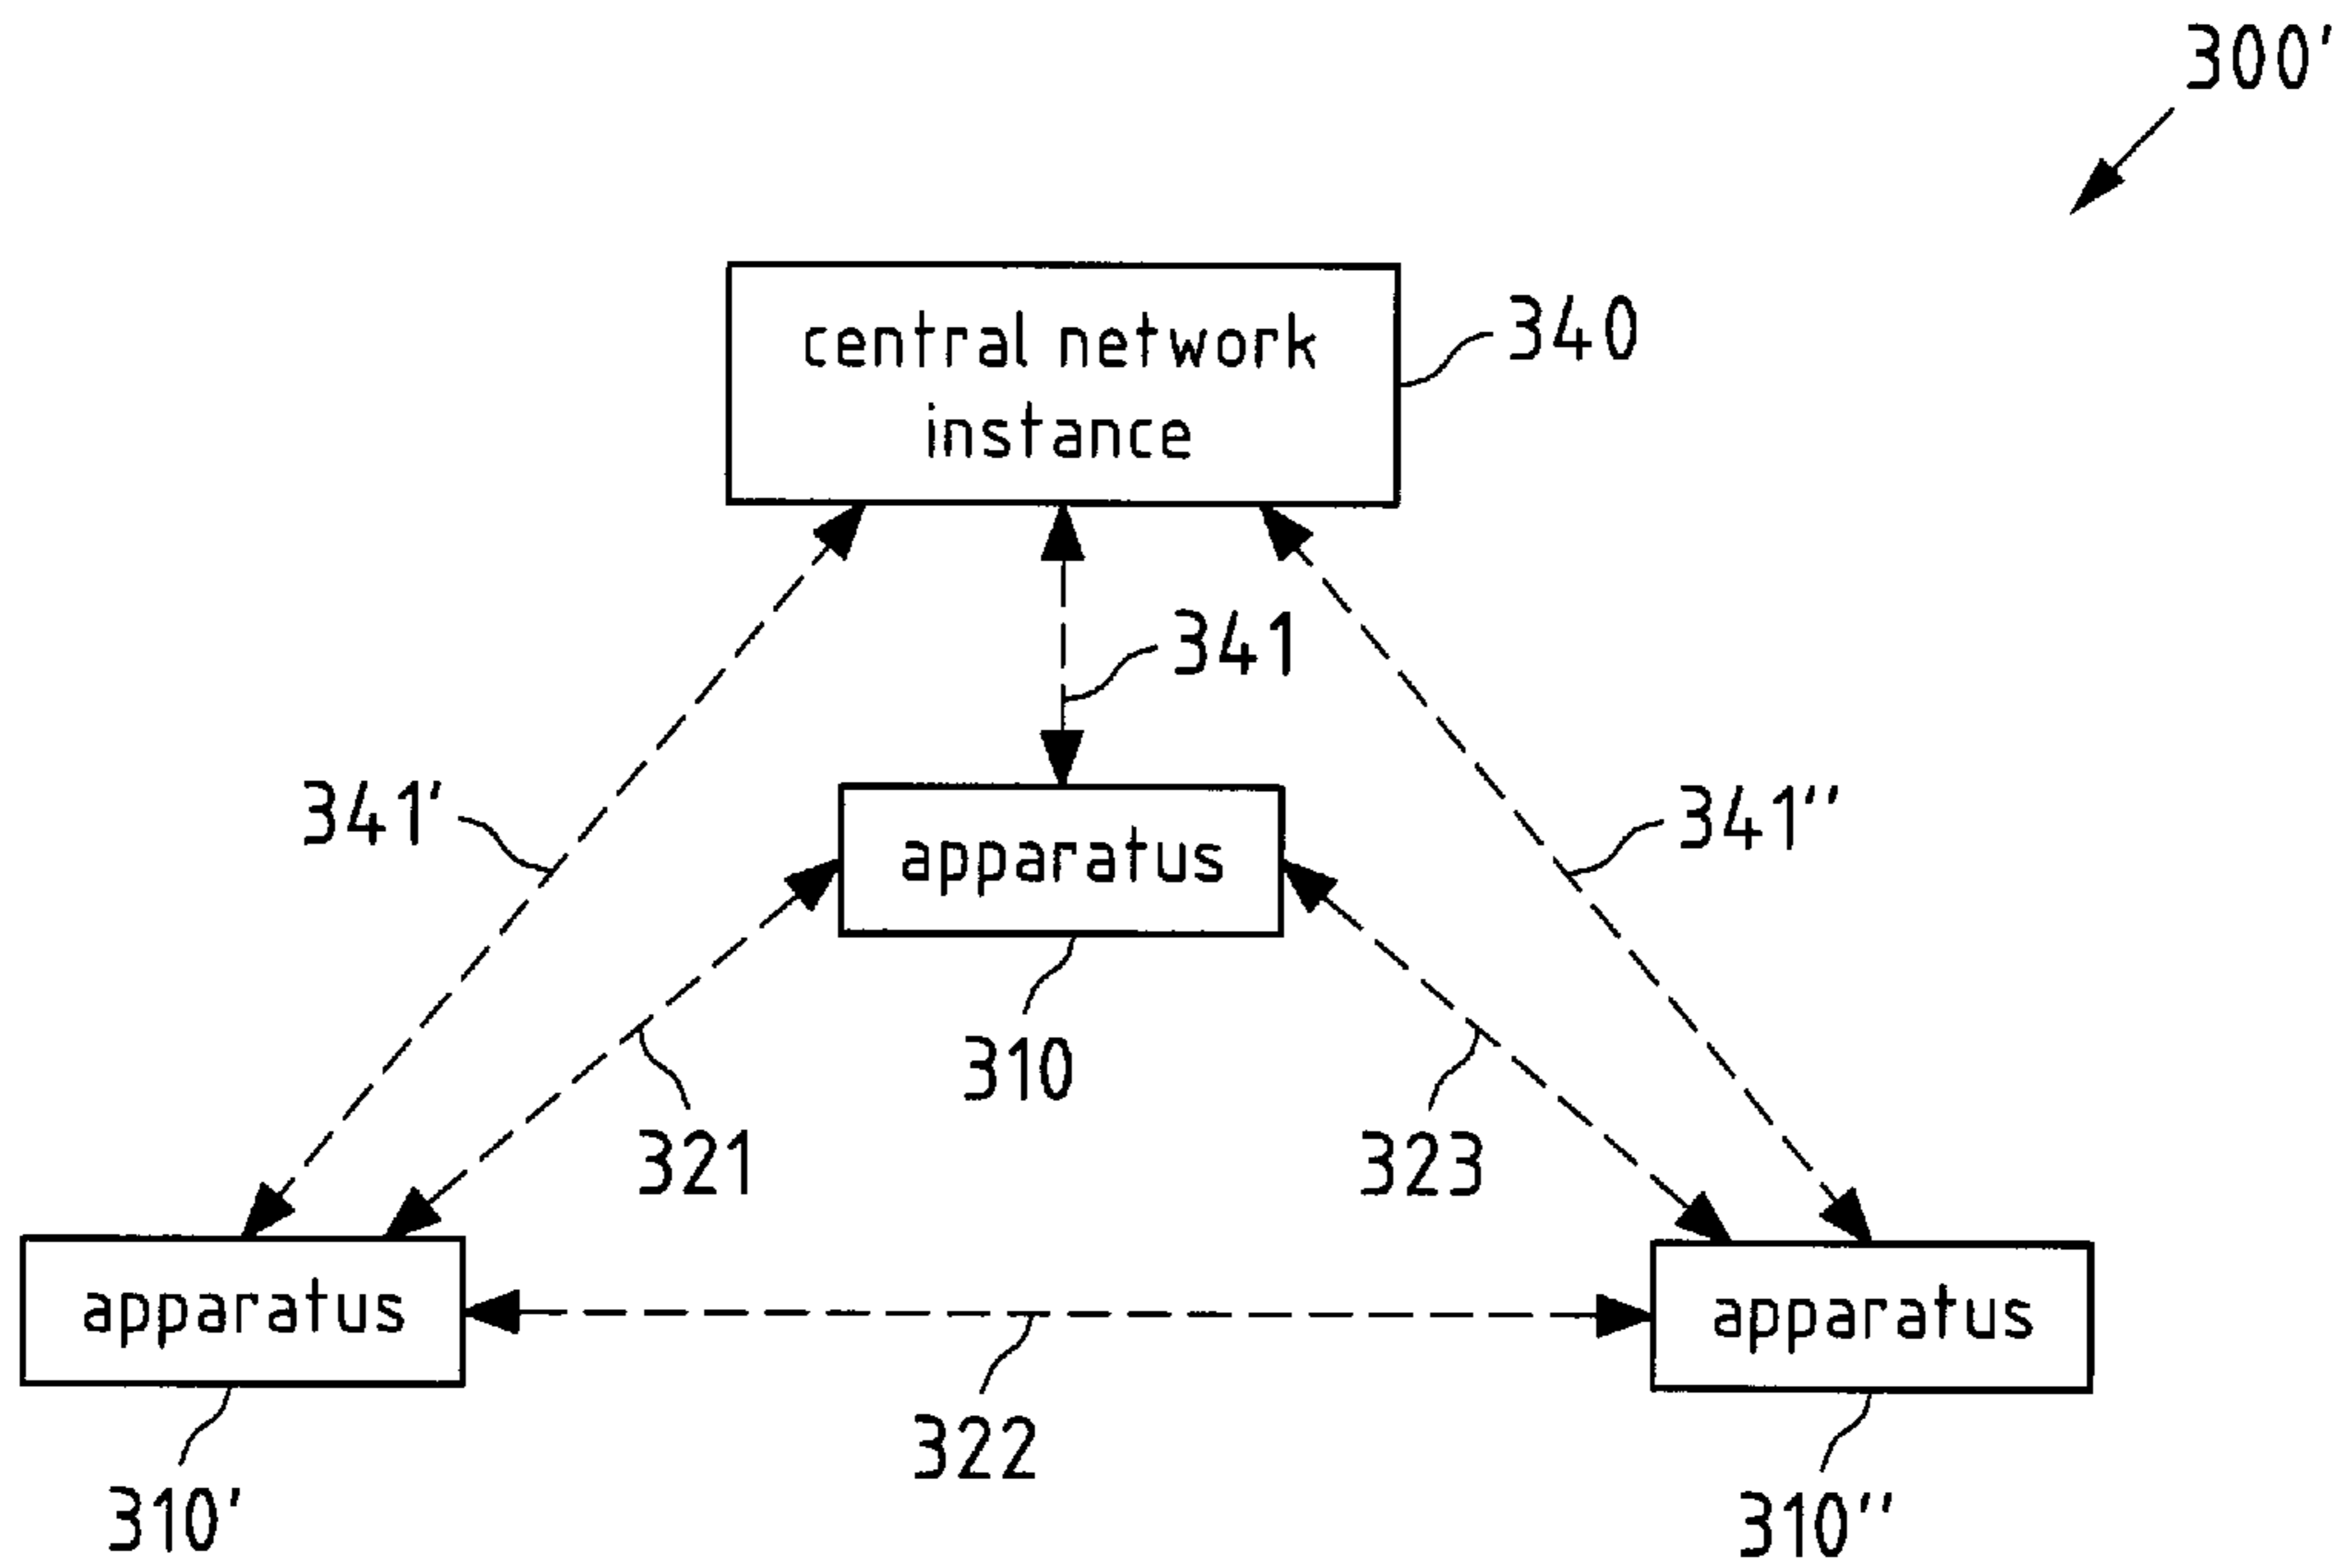 300'
central network
instance
340
341
341'
341"
apparatus
310
321
323
apparatus
apparatus
322
310'
310"